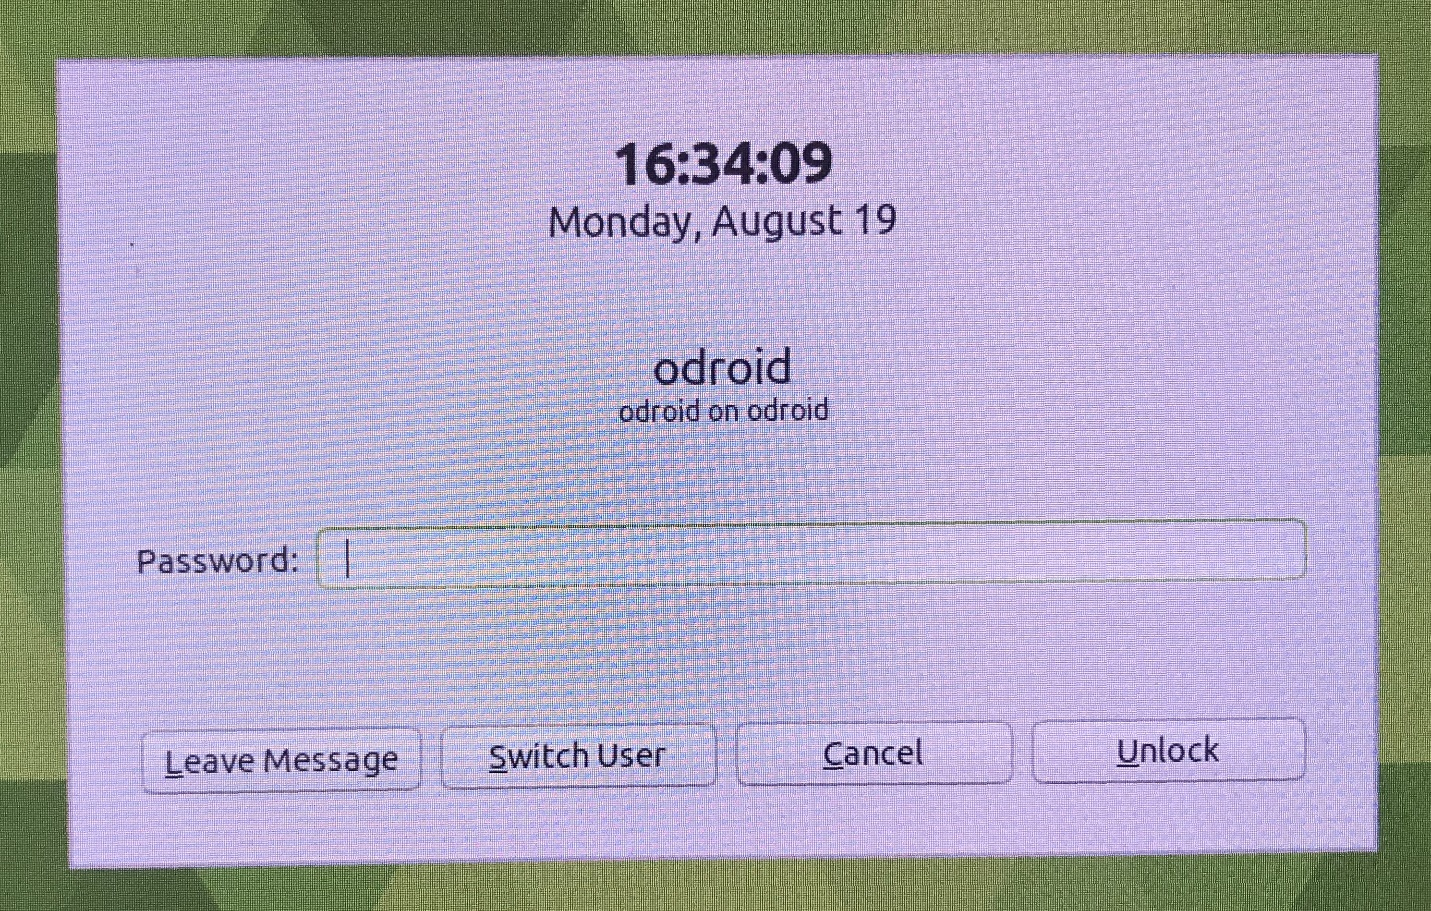 16:34:09
Monday, August 19
odroid
odroid on odroid
Password:
Leave Message Switch User Cancel Unlock